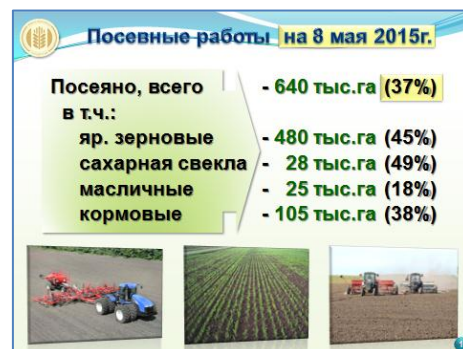 Посевные работы на 8 мая 2015г.
Посеяно, всего - 640 тыс.га (37%)
в т.ч.:
яр. зерновые - 480 тыс.га (45%)
сахарная свекла - 28 тыс.га (49%)
масличные - 25 тыс.га (18%)
кормовые - 105 тыс.га (38%)